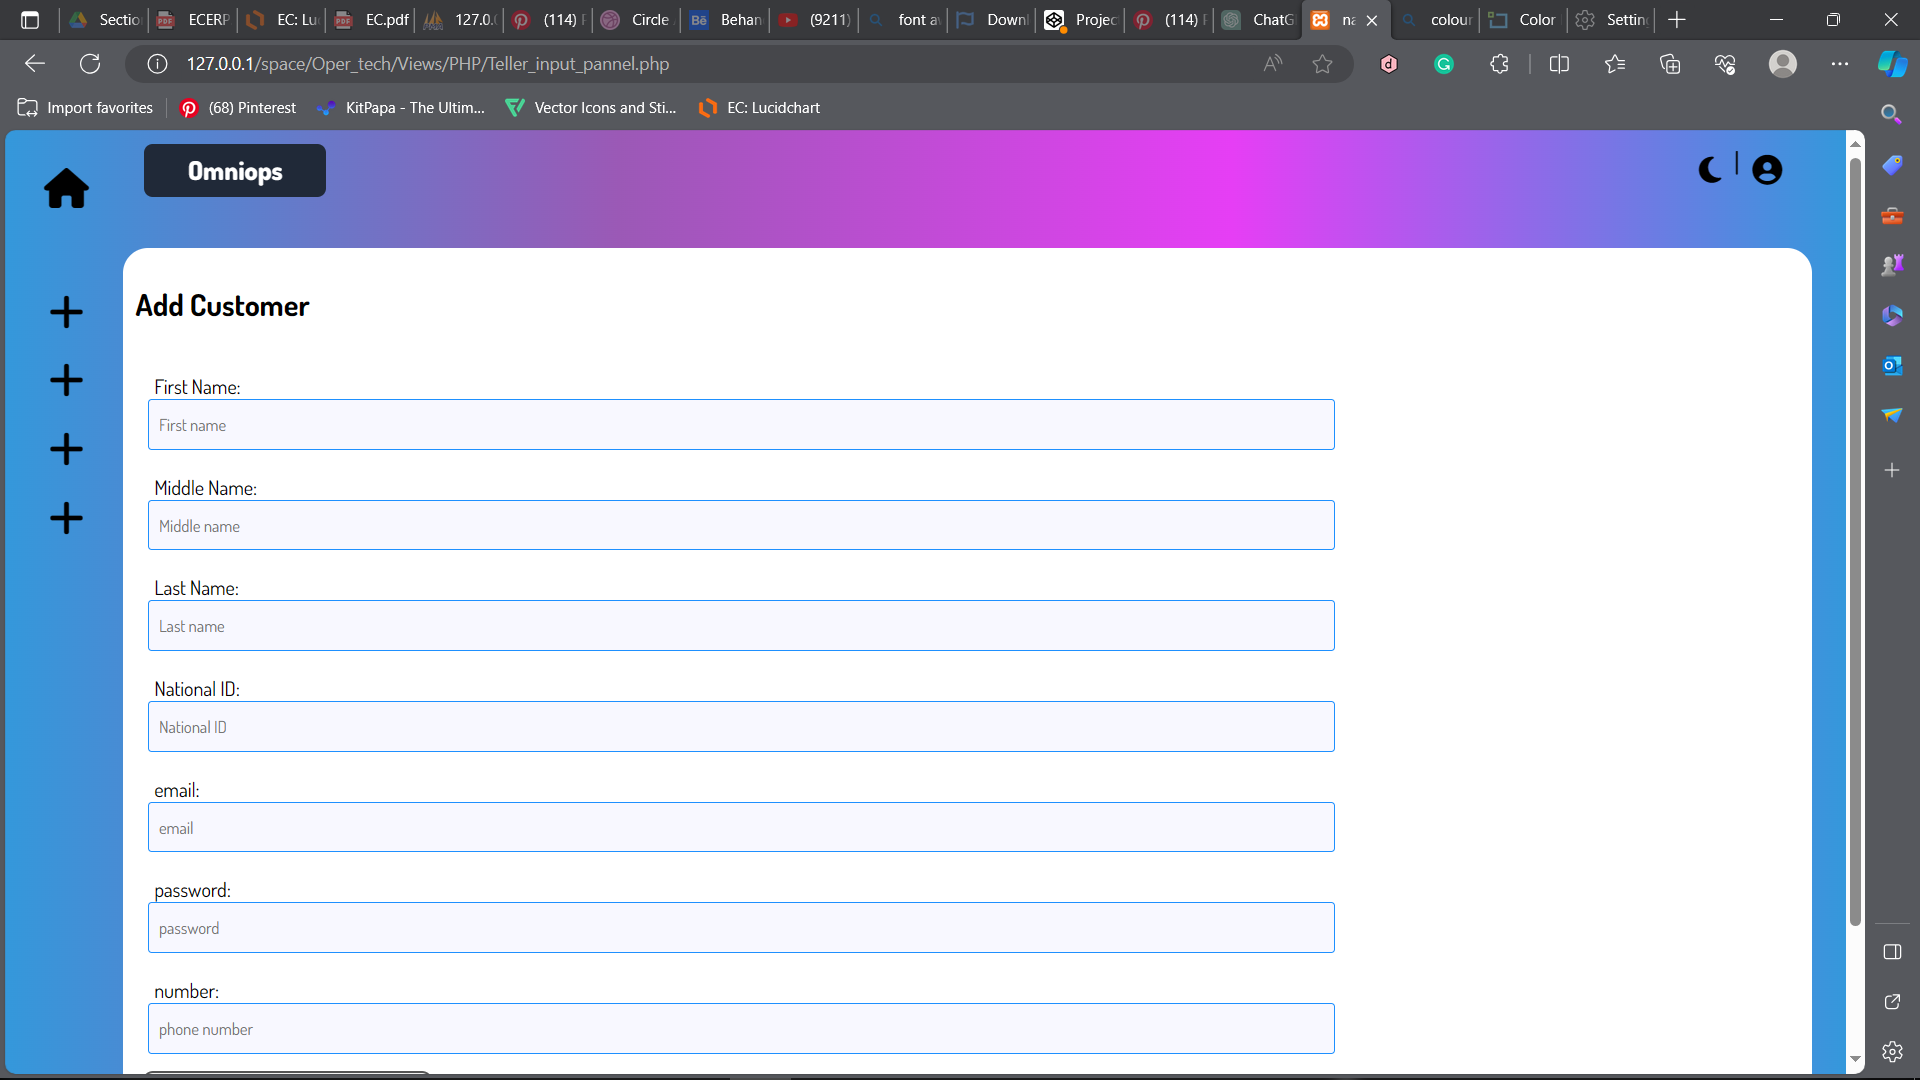 Section
ECERP
EC: Lu
EC.pdf
127.0.
(114)
Circle
Bē Behan
(9211)
font a
Down
Projec
(114)
ChatG
na
colour
Color
Settin
127.0.0.1/space/Oper_tech/Views/PHP/Teller_input_pannel.php
Import favorites
(68) Pinterest
KitPapa - The Ultim...
Vector Icons and Sti...
EC: Lucidchart
Omniops
Add Customer
First Name:
First name
Middle Name:
Middle name
Last Name:
Last name
National ID:
National ID
email:
email
password:
password
number:
phone number